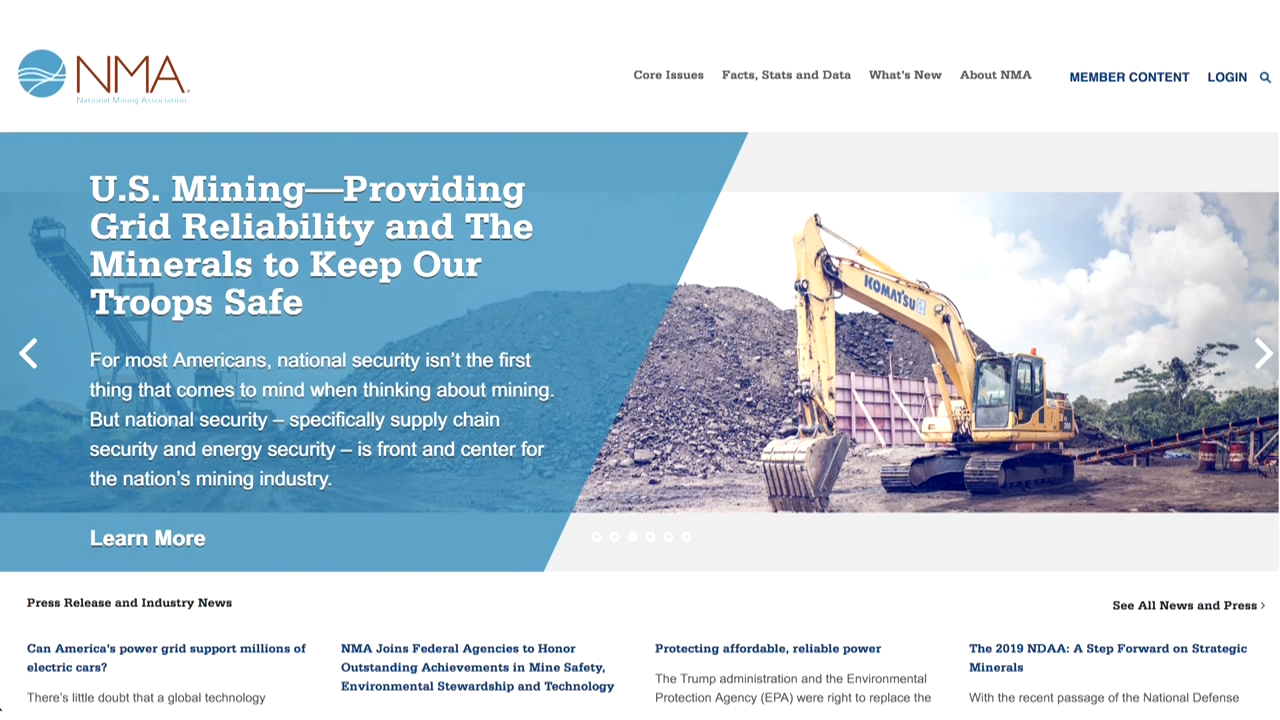 NMA
National Mining Association
Core Issues
Facts, Stats and Data
What's New
About NMA
MEMBER CONTENT
LOGIN
U.S. Mining—Providing
Grid Reliability and The
Minerals to Keep Our
Troops Safe
For most Americans, national security isn't the first
thing that comes to mind when thinking about mining.
But national security – specifically supply chain
security and energy security – is front and center for
the nation's mining industry.
Learn More
KOMATSU
Press Release and Industry News
See All News and Press
Can America's power grid support millions of
electric cars?
There's little doubt that a global technology
NMA Joins Federal Agencies to Honor
Outstanding Achievements in Mine Safety,
Environmental Stewardship and Technology
Protecting affordable, reliable power
The Trump administration and the Environmental
Protection Agency (EPA) were right to replace the
The 2019 NDAA: A Step Forward on Strategic
Minerals
With the recent passage of the National Defense